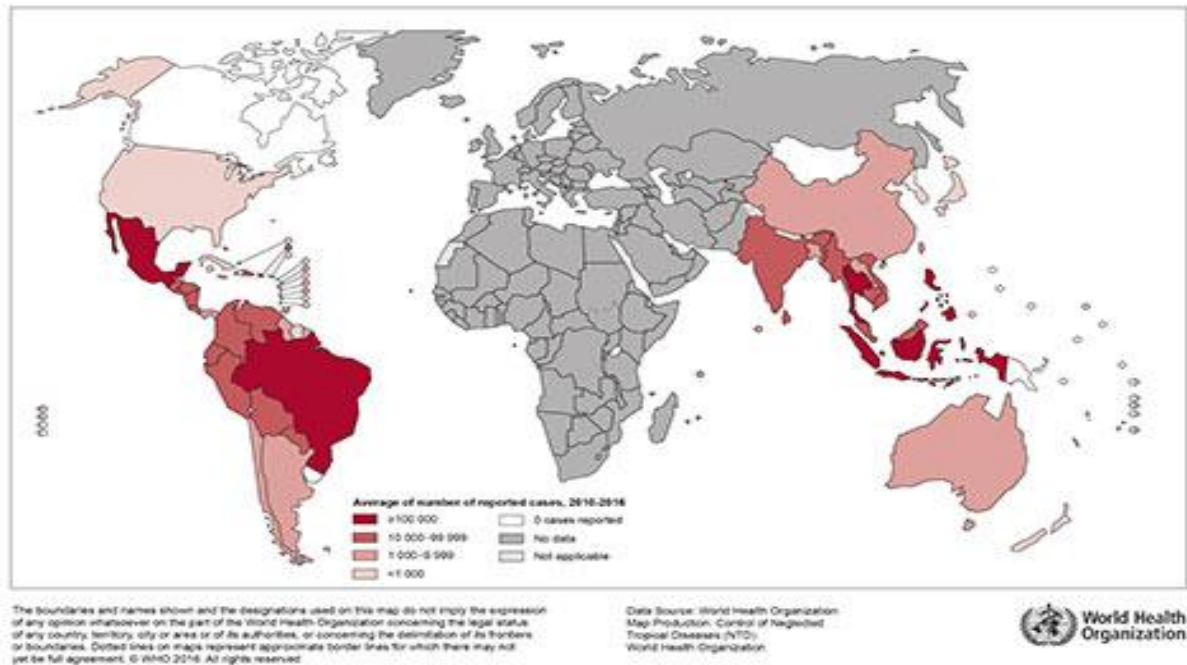 Average of number of reported cases, 2010-2016
≥100 000
10 000–99 999
1 000–9 999
<1 000
0 cases reported
No data
Not applicable
The boundaries and names shown and the designations used on this map do not imply the expression
of any opinion whatsoever on the part of the World Health Organization concerning the legal status
of any country, territory, city or area or of its authorities, or concerning the delimitation of its frontiers
or boundaries. Dotted lines on maps represent approximate border lines for which there may not
yet be full agreement. © WHO 2016. All rights reserved
Data Source: World Health Organization
Map Production: Control of Neglected
Tropical Diseases (NTD)
World Health Organization
World Health
Organization